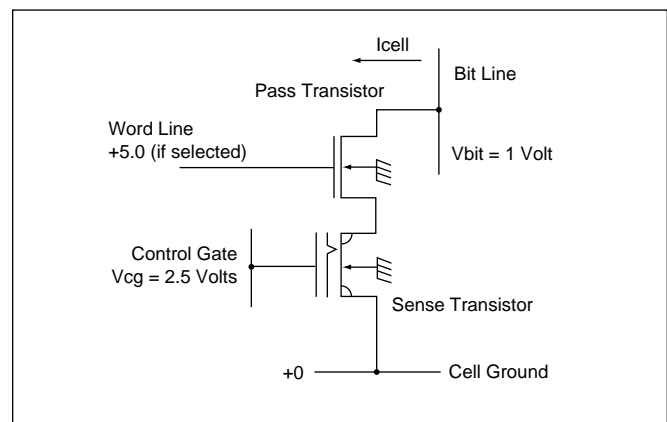 Icell
Bit Line
Pass Transistor
Word Line
+5.0 (if selected)
Vbit = 1 Volt
Control Gate
Vcg = 2.5 Volts
Sense Transistor
+0
Cell Ground